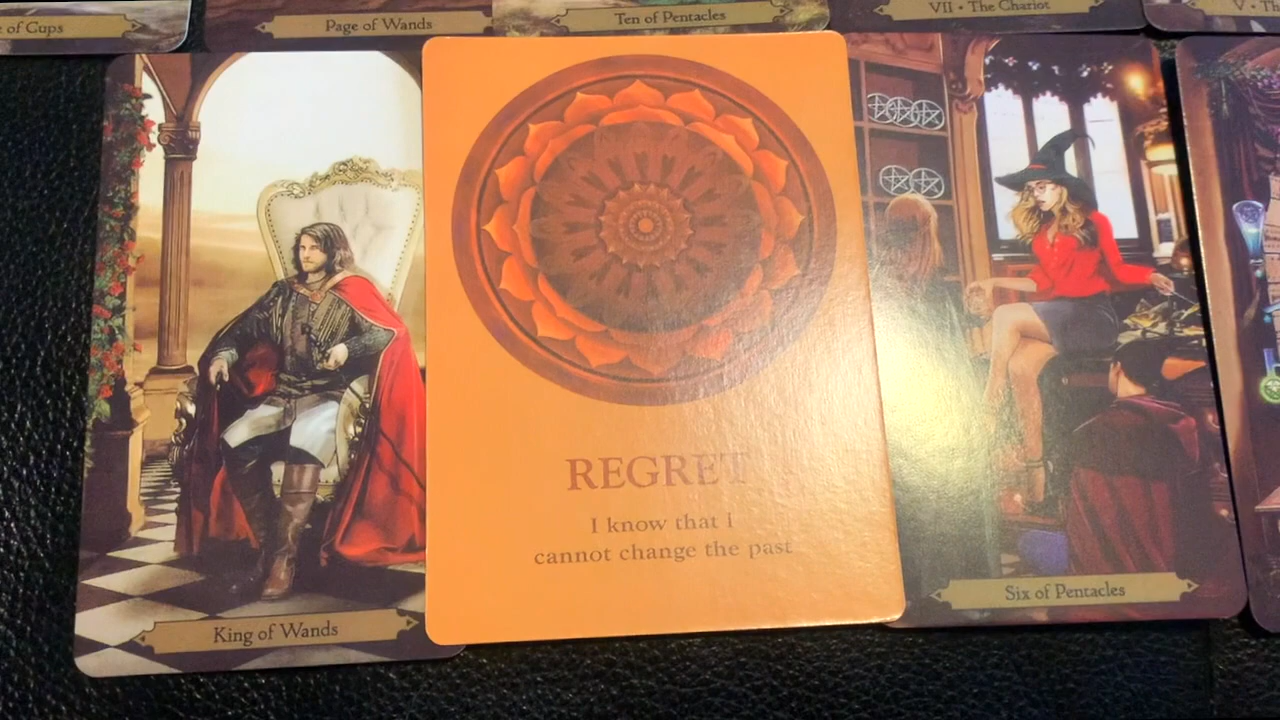 e of Cups
Page of Wands
Ten of Pentacles
VII • The Chariot
V • Th
REGRET
I know that I
cannot change the past
King of Wands
Six of Pentacles